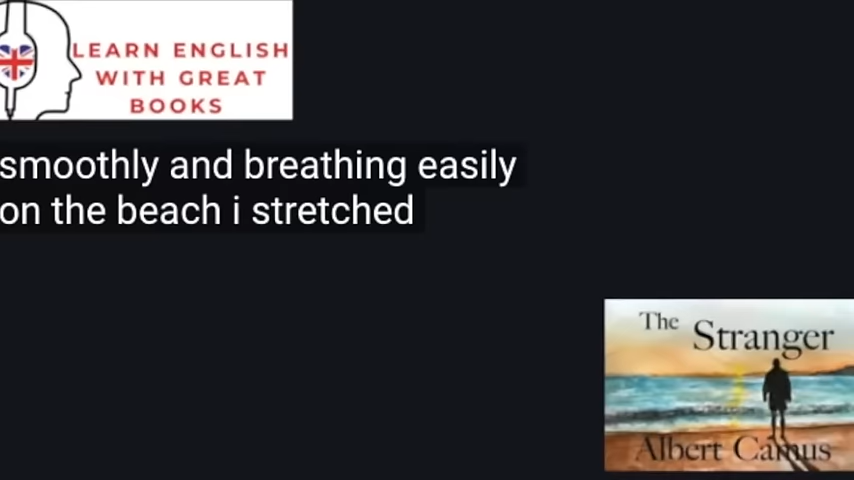 LEARN ENGLISH
WITH GREAT
BOOKS
smoothly and breathing easily
on the beach i stretched
The Stranger
Albert Camus